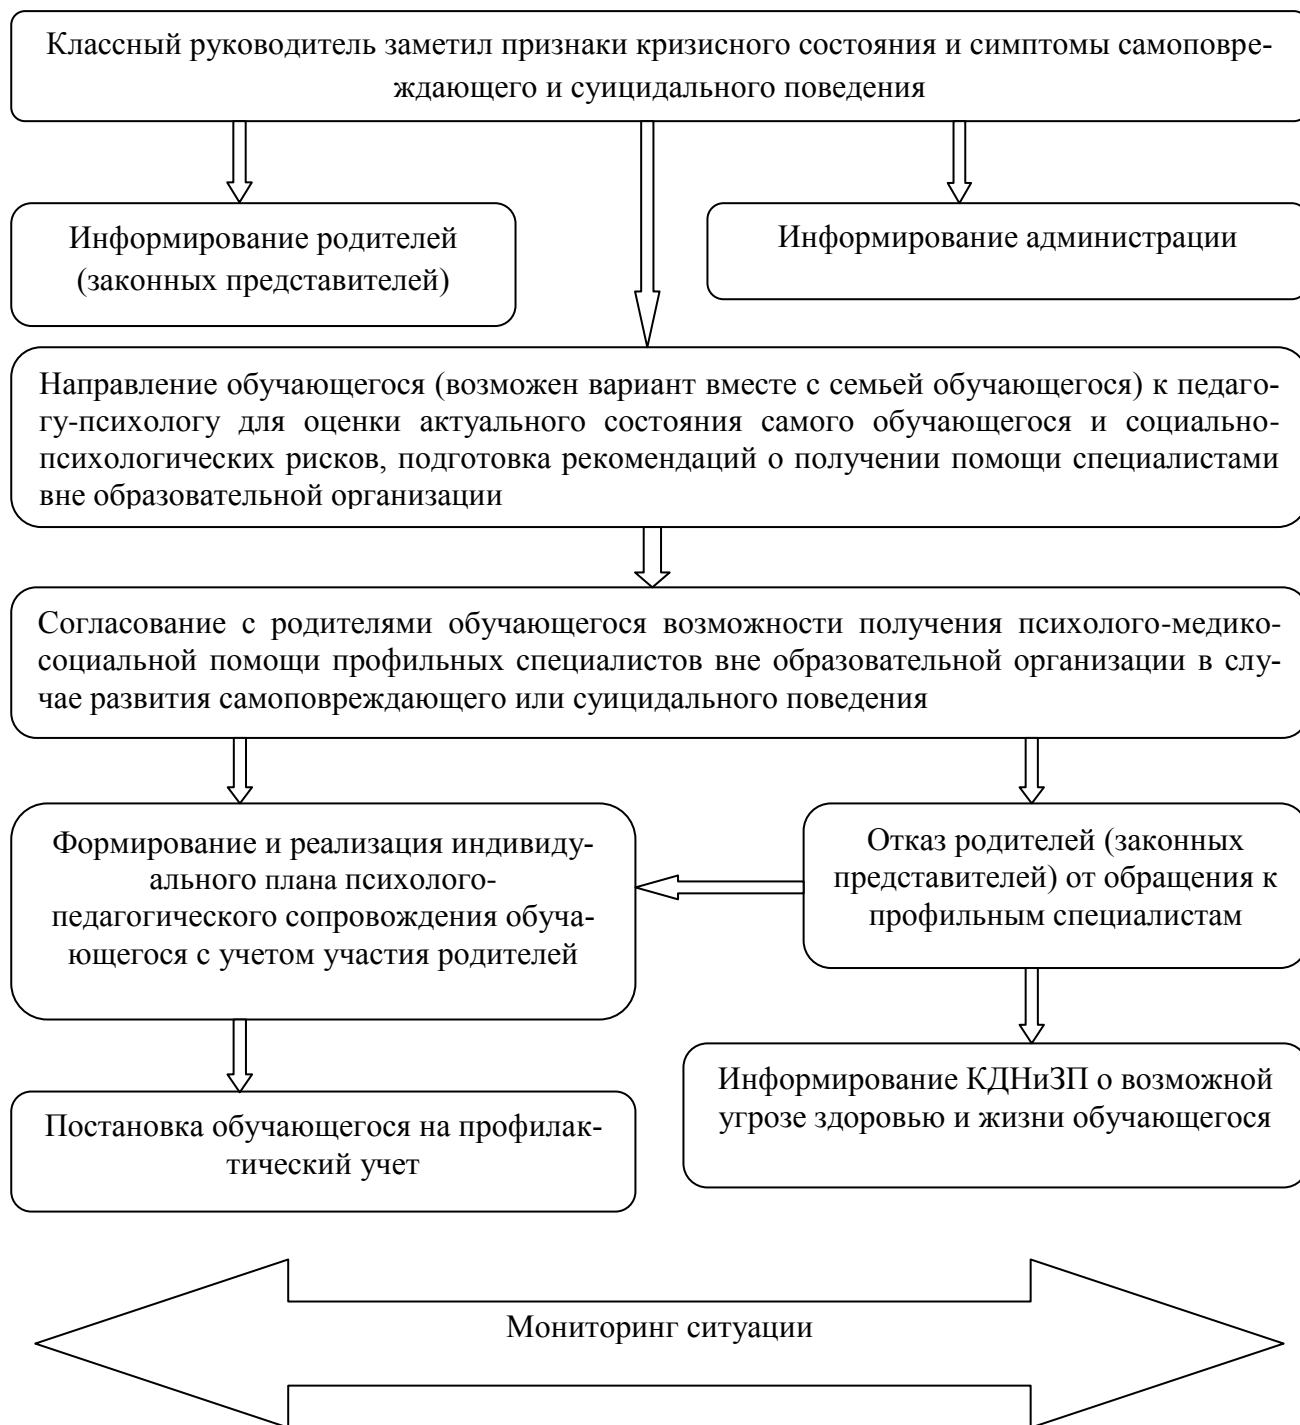 Классный руководитель заметил признаки кризисного состояния и симптомы самоповре-
ждающего и суицидального поведения
Информирование родителей
(законных представителей)
Информирование администрации
Направление обучающегося (возможен вариант вместе с семьей обучающегося) к педаго-
гу-психологу для оценки актуального состояния самого обучающегося и социально-
психологических рисков, подготовка рекомендаций о получении помощи специалистами
вне образовательной организации
Согласование с родителями обучающегося возможности получения психолого-медико-
социальной помощи профильных специалистов вне образовательной организации в слу-
чае развития самоповреждающего или суицидального поведения
Формирование и реализация индивиду-
ального плана психолого-
педагогического сопровождения обуча-
ющегося с учетом участия родителей
Отказ родителей (законных
представителей) от обращения к
профильным специалистам
Информирование КДНиЗП о возможной
угрозе здоровью и жизни обучающегося
Постановка обучающегося на профилак-
тический учет
Мониторинг ситуации